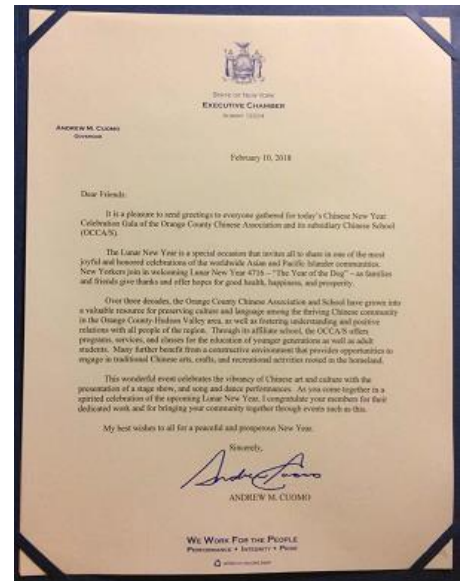 STATE OF NEW YORK
EXECUTIVE CHAMBER
ALBANY 12224
ANDREW M. CUOMO
GOVERNOR
February 10, 2018
Dear Friends:
It is a pleasure to send greetings to everyone gathered for today's Chinese New Year
Celebration Gala of the Orange County Chinese Association and its subsidiary Chinese School
(OCCA/S).
The Lunar New Year is a special occasion that invites all to share in one of the most
joyful and honored celebrations of the worldwide Asian and Pacific Islander communities.
New Yorkers join in welcoming Lunar New Year 4716 – "The Year of the Dog" – as families
and friends give thanks and offer hopes for good health, happiness, and prosperity.
Over three decades, the Orange County Chinese Association and School have grown into
a valuable resource for preserving culture and language among the thriving Chinese community
in the Orange County-Hudson Valley area, as well as fostering understanding and positive
relations with all people of the region. Through its affiliate school, the OCCA/S offers
programs, services, and classes for the education of younger generations as well as adult
students. Many further benefit from a constructive environment that provides opportunities to
engage in traditional Chinese arts, crafts, and recreational activities rooted in the homeland.
This wonderful event celebrates the vibrancy of Chinese art and culture with the
presentation of a stage show, and song and dance performances. As you come together in a
spirited celebration of the upcoming Lunar New Year, I congratulate your members for their
dedicated work and for bringing your community together through events such as this.
My best wishes to all for a peaceful and prosperous New Year.
Sincerely,
Andrew Cuomo
ANDREW M. CUOMO
WE WORK FOR THE PEOPLE
PERFORMANCE • INTEGRITY • PRIDE